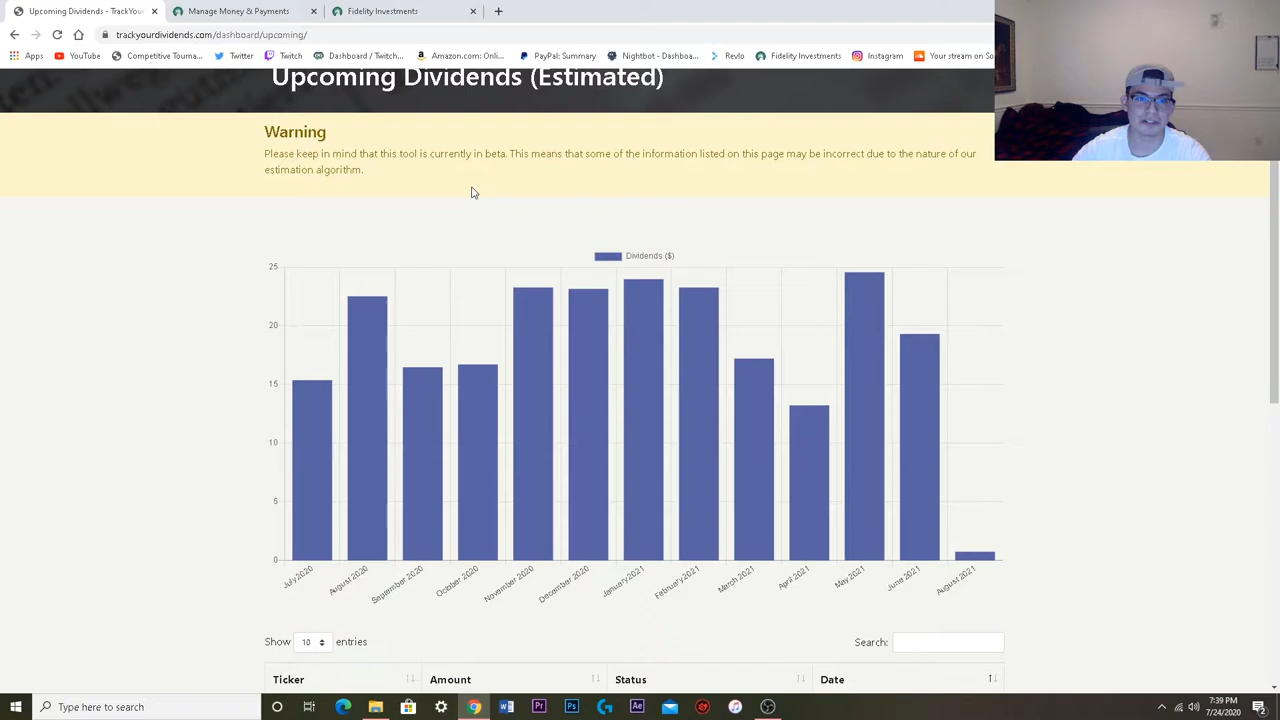 Upcoming Dividends - TrackYou
Manage Money & Payments
Fidelity Investments
trackyourdividends.com/dashboard/upcoming/
Apps
YouTube
Competitive Tourna...
Twitter
Twitch
Dashboard / Twitch...
Amazon.com: Onli...
PayPal: Summary
Nightbot - Dashboa...
Revlo
Fidelity Investments
Instagram
Your stream on So
Upcoming Dividends (Estimated)
Warning
Please keep in mind that this tool is currently in beta. This means that some of the information listed on this page may be incorrect due to the nature of our
estimation algorithm.
Dividends ($)
25
20
15
10
5
0
July 2020
August 2020
September 2020
October 2020
November 2020
December 2020
January 2021
February 2021
March 2021
April 2021
May 2021
June 2021
August 2021
Show 10 entries
Search:
Ticker
Amount
Status
Date
Type here to search
7:39 PM
7/24/2020
2